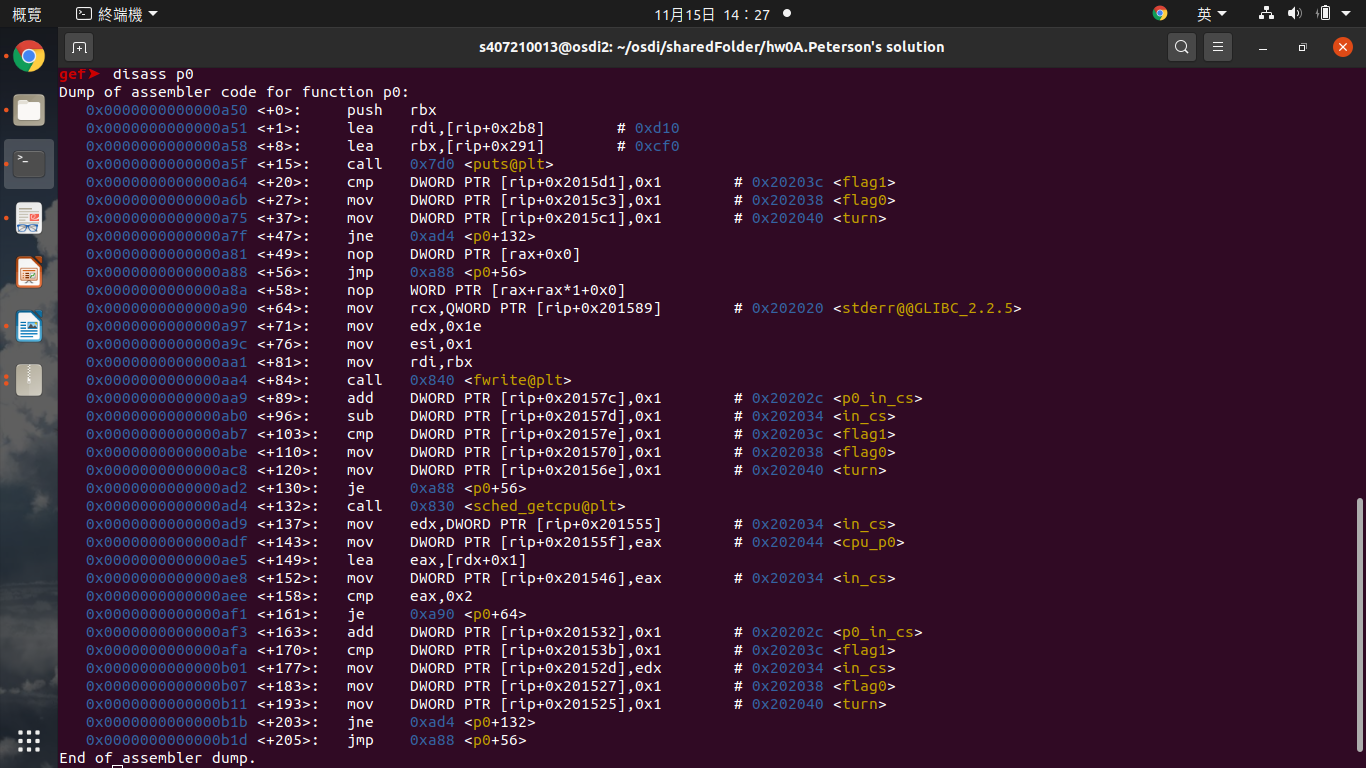 概覽 終端機 11月15日 14：27 英
s407210013@osdi2: ~/osdi/sharedFolder/hw0A.Peterson's solution
gef➤ disass p0
Dump of assembler code for function p0:
0x0000000000000a50 <+0>: push rbx
0x0000000000000a51 <+1>: lea rdi,[rip+0x2b8] # 0xd10
0x0000000000000a58 <+8>: lea rbx,[rip+0x291] # 0xcf0
0x0000000000000a5f <+15>: call 0x7d0 <puts@plt>
0x0000000000000a64 <+20>: cmp DWORD PTR [rip+0x2015d1],0x1 # 0x20203c <flag1>
0x0000000000000a6b <+27>: mov DWORD PTR [rip+0x2015c3],0x1 # 0x202038 <flag0>
0x0000000000000a75 <+37>: mov DWORD PTR [rip+0x2015c1],0x1 # 0x202040 <turn>
0x0000000000000a7f <+47>: jne 0xad4 <p0+132>
0x0000000000000a81 <+49>: nop DWORD PTR [rax+0x0]
0x0000000000000a88 <+56>: jmp 0xa88 <p0+56>
0x0000000000000a8a <+58>: nop WORD PTR [rax+rax*1+0x0]
0x0000000000000a90 <+64>: mov rcx,QWORD PTR [rip+0x201589] # 0x202020 <stderr@@GLIBC_2.2.5>
0x0000000000000a97 <+71>: mov edx,0x1e
0x0000000000000a9c <+76>: mov esi,0x1
0x0000000000000aa1 <+81>: mov rdi,rbx
0x0000000000000aa4 <+84>: call 0x840 <fwrite@plt>
0x0000000000000aa9 <+89>: add DWORD PTR [rip+0x20157c],0x1 # 0x20202c <p0_in_cs>
0x0000000000000ab0 <+96>: sub DWORD PTR [rip+0x20157d],0x1 # 0x202034 <in_cs>
0x0000000000000ab7 <+103>: cmp DWORD PTR [rip+0x20157e],0x1 # 0x20203c <flag1>
0x0000000000000abe <+110>: mov DWORD PTR [rip+0x201570],0x1 # 0x202038 <flag0>
0x0000000000000ac8 <+120>: mov DWORD PTR [rip+0x20156e],0x1 # 0x202040 <turn>
0x0000000000000ad2 <+130>: je 0xa88 <p0+56>
0x0000000000000ad4 <+132>: call 0x830 <sched_getcpu@plt>
0x0000000000000ad9 <+137>: mov edx,DWORD PTR [rip+0x201555] # 0x202034 <in_cs>
0x0000000000000adf <+143>: mov DWORD PTR [rip+0x20155f],eax # 0x202044 <cpu_p0>
0x0000000000000ae5 <+149>: lea eax,[rdx+0x1]
0x0000000000000ae8 <+152>: mov DWORD PTR [rip+0x201546],eax # 0x202034 <in_cs>
0x0000000000000aee <+158>: cmp eax,0x2
0x0000000000000af1 <+161>: je 0xa90 <p0+64>
0x0000000000000af3 <+163>: add DWORD PTR [rip+0x201532],0x1 # 0x20202c <p0_in_cs>
0x0000000000000afa <+170>: cmp DWORD PTR [rip+0x20153b],0x1 # 0x20203c <flag1>
0x0000000000000b01 <+177>: mov DWORD PTR [rip+0x20152d],edx # 0x202034 <in_cs>
0x0000000000000b07 <+183>: mov DWORD PTR [rip+0x201527],0x1 # 0x202038 <flag0>
0x0000000000000b11 <+193>: mov DWORD PTR [rip+0x201525],0x1 # 0x202040 <turn>
0x0000000000000b1b <+203>: jne 0xad4 <p0+132>
0x0000000000000b1d <+205>: jmp 0xa88 <p0+56>
End of assembler dump.